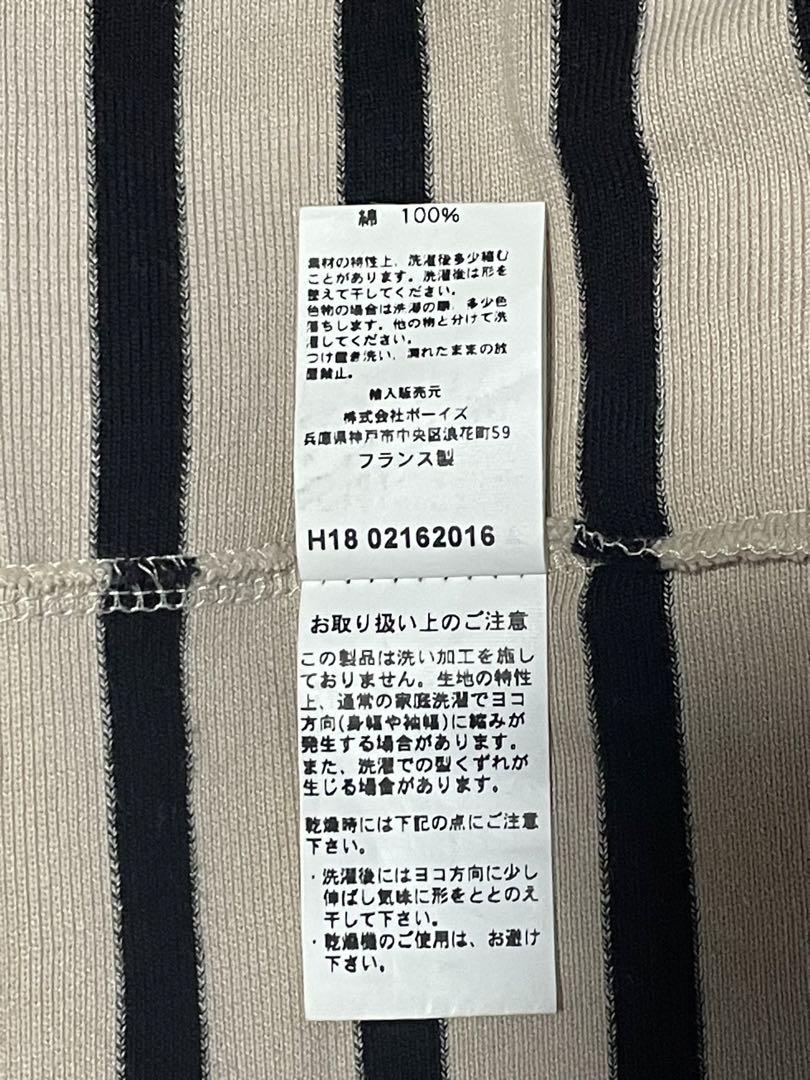 綿 100%
素材の特性上、洗濯後多少縮む
ことがあります。洗濯後は形を
整えて干してください。
色物の場合は洗濯の際、多少色
落ちします。他の物と分けて洗
濯してください。
つけ置き洗い、濡れたままの放
置禁止。
輸入販売元
株式会社ボーイズ
兵庫県神戸市中央区浪花町59
フランス製
H18 02162016
お取り扱い上のご注意
この製品は洗い加工を施し
ておりません。生地の特性
上、通常の家庭洗濯でヨコ
方向(身幅や袖幅)に縮みが
発生する場合があります。
また、洗濯での型くずれが
生じる場合があります。
乾燥時には下記の点にご注意
下さい。
・洗濯後にはヨコ方向に少し
伸ばし気味に形をととのえ
干して下さい。
・乾燥機のご使用は、お避け
下さい。